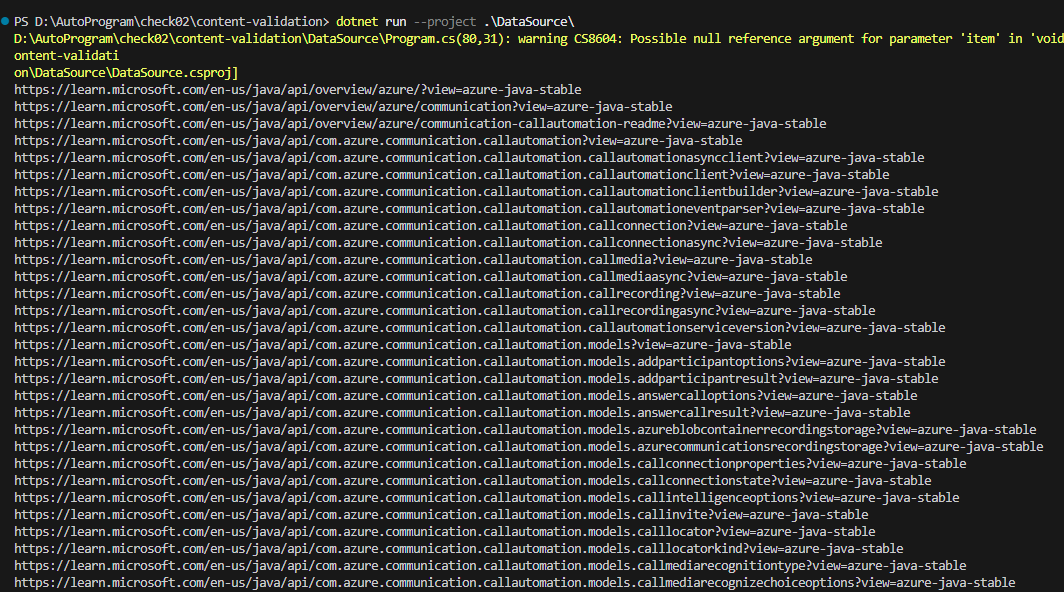 PS D:\AutoProgram\check02\content-validation> dotnet run --project .\DataSource\
D:\AutoProgram\check02\content-validation\DataSource\Program.cs(80,31): warning CS8604: Possible null reference argument for parameter 'item' in 'void
ontent-validati
on\DataSource\DataSource.csproj]
https://learn.microsoft.com/en-us/java/api/overview/azure/?view=azure-java-stable
https://learn.microsoft.com/en-us/java/api/overview/azure/communication?view=azure-java-stable
https://learn.microsoft.com/en-us/java/api/overview/azure/communication-callautomation-readme?view=azure-java-stable
https://learn.microsoft.com/en-us/java/api/com.azure.communication.callautomation?view=azure-java-stable
https://learn.microsoft.com/en-us/java/api/com.azure.communication.callautomation.callautomationasyncclient?view=azure-java-stable
https://learn.microsoft.com/en-us/java/api/com.azure.communication.callautomation.callautomationclient?view=azure-java-stable
https://learn.microsoft.com/en-us/java/api/com.azure.communication.callautomation.callautomationclientbuilder?view=azure-java-stable
https://learn.microsoft.com/en-us/java/api/com.azure.communication.callautomation.callautomationeventparser?view=azure-java-stable
https://learn.microsoft.com/en-us/java/api/com.azure.communication.callautomation.callconnection?view=azure-java-stable
https://learn.microsoft.com/en-us/java/api/com.azure.communication.callautomation.callconnectionasync?view=azure-java-stable
https://learn.microsoft.com/en-us/java/api/com.azure.communication.callautomation.callmedia?view=azure-java-stable
https://learn.microsoft.com/en-us/java/api/com.azure.communication.callautomation.callmediaasync?view=azure-java-stable
https://learn.microsoft.com/en-us/java/api/com.azure.communication.callautomation.callrecording?view=azure-java-stable
https://learn.microsoft.com/en-us/java/api/com.azure.communication.callautomation.callrecordingasync?view=azure-java-stable
https://learn.microsoft.com/en-us/java/api/com.azure.communication.callautomation.callautomationserviceversion?view=azure-java-stable
https://learn.microsoft.com/en-us/java/api/com.azure.communication.callautomation.models?view=azure-java-stable
https://learn.microsoft.com/en-us/java/api/com.azure.communication.callautomation.models.addparticipantoptions?view=azure-java-stable
https://learn.microsoft.com/en-us/java/api/com.azure.communication.callautomation.models.addparticipantresult?view=azure-java-stable
https://learn.microsoft.com/en-us/java/api/com.azure.communication.callautomation.models.answercalloptions?view=azure-java-stable
https://learn.microsoft.com/en-us/java/api/com.azure.communication.callautomation.models.answercallresult?view=azure-java-stable
https://learn.microsoft.com/en-us/java/api/com.azure.communication.callautomation.models.azureblobcontainerrecordingstorage?view=azure-java-stable
https://learn.microsoft.com/en-us/java/api/com.azure.communication.callautomation.models.azurecommunicationsrecordingstorage?view=azure-java-stable
https://learn.microsoft.com/en-us/java/api/com.azure.communication.callautomation.models.callconnectionproperties?view=azure-java-stable
https://learn.microsoft.com/en-us/java/api/com.azure.communication.callautomation.models.callconnectionstate?view=azure-java-stable
https://learn.microsoft.com/en-us/java/api/com.azure.communication.callautomation.models.callintelligenceoptions?view=azure-java-stable
https://learn.microsoft.com/en-us/java/api/com.azure.communication.callautomation.models.callinvite?view=azure-java-stable
https://learn.microsoft.com/en-us/java/api/com.azure.communication.callautomation.models.calllocator?view=azure-java-stable
https://learn.microsoft.com/en-us/java/api/com.azure.communication.callautomation.models.calllocatorkind?view=azure-java-stable
https://learn.microsoft.com/en-us/java/api/com.azure.communication.callautomation.models.callmediarecognitiontype?view=azure-java-stable
https://learn.microsoft.com/en-us/java/api/com.azure.communication.callautomation.models.callmediarecognizechoiceoptions?view=azure-java-stable